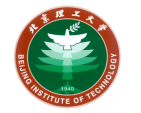 北京理工大学
1940
BEIJING INSTITUTE OF TECHNOLOGY